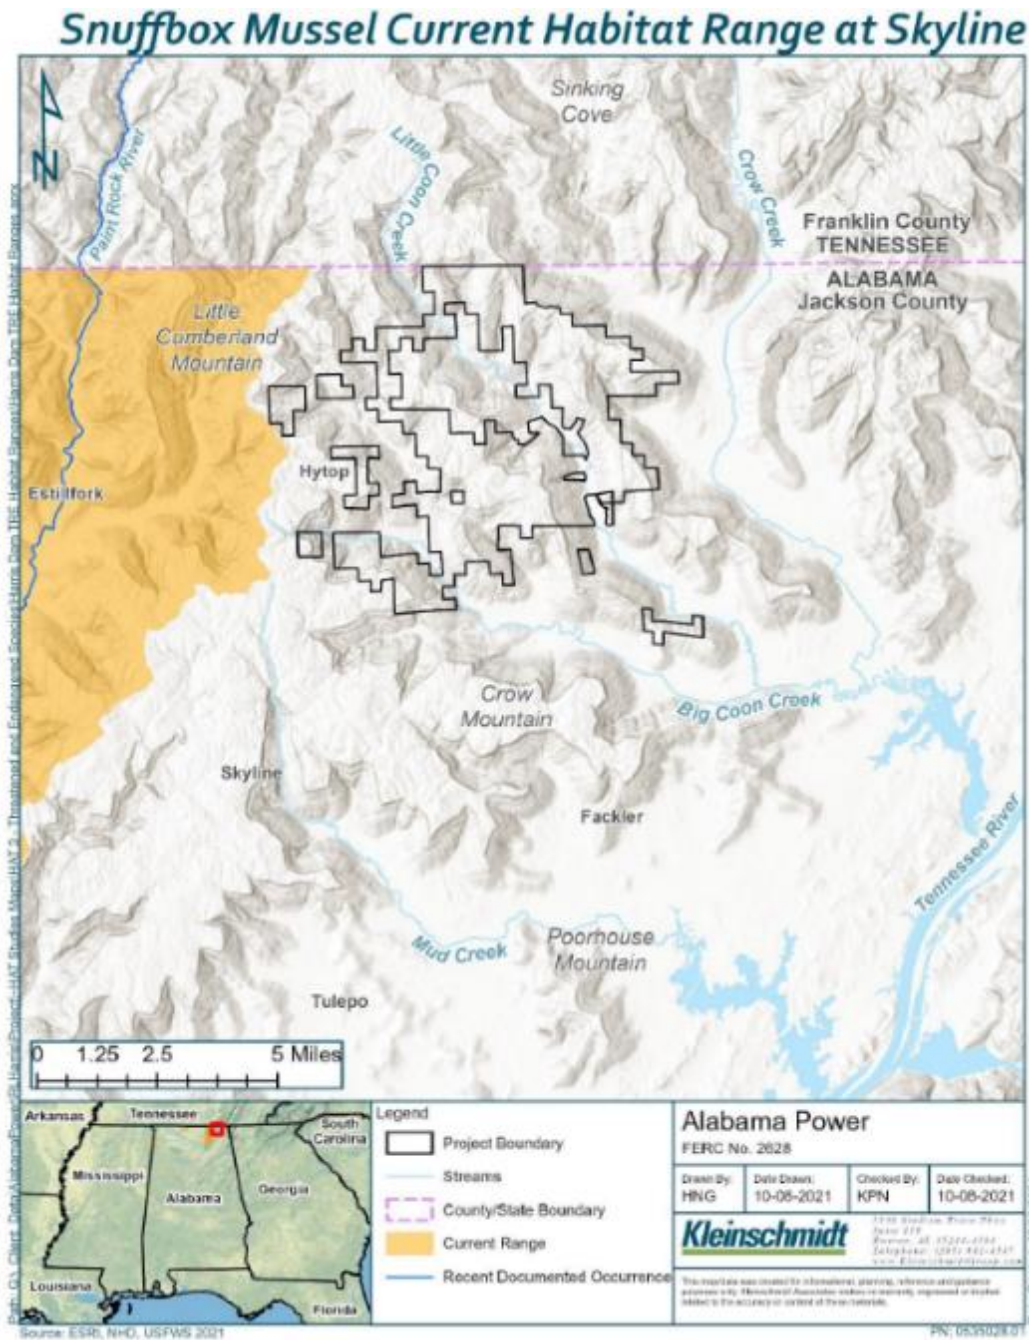 Snuffbox Mussel Current Habitat Range at Skyline
Sinking
Cove
Little Coon Creek
Paint Rock River
Crow Creek
N
Franklin County
TENNESSEE
ALABAMA
Jackson County
Little
Cumberland
Mountain
Hytop
Estillfork
Crow
Mountain
Big Coon Creek
Skyline
Fackler
Tennessee River
Mud Creek
Poorhouse
Mountain
Tulepo
0 1.25 2.5 5 Miles
Arkansas
Tennessee
South
Carolina
Mississippi
Alabama
Georgia
Louisiana
Florida
Legend
Project Boundary
Streams
County/State Boundary
Current Range
Recent Documented Occurrence
Alabama Power
FERC No. 2628
Drawn By:
HNG
Date Drawn:
10-08-2021
Checked By:
KPN
Date Checked:
10-08-2021
Kleinschmidt
Source: ESRI, NHD, USFWS 2021